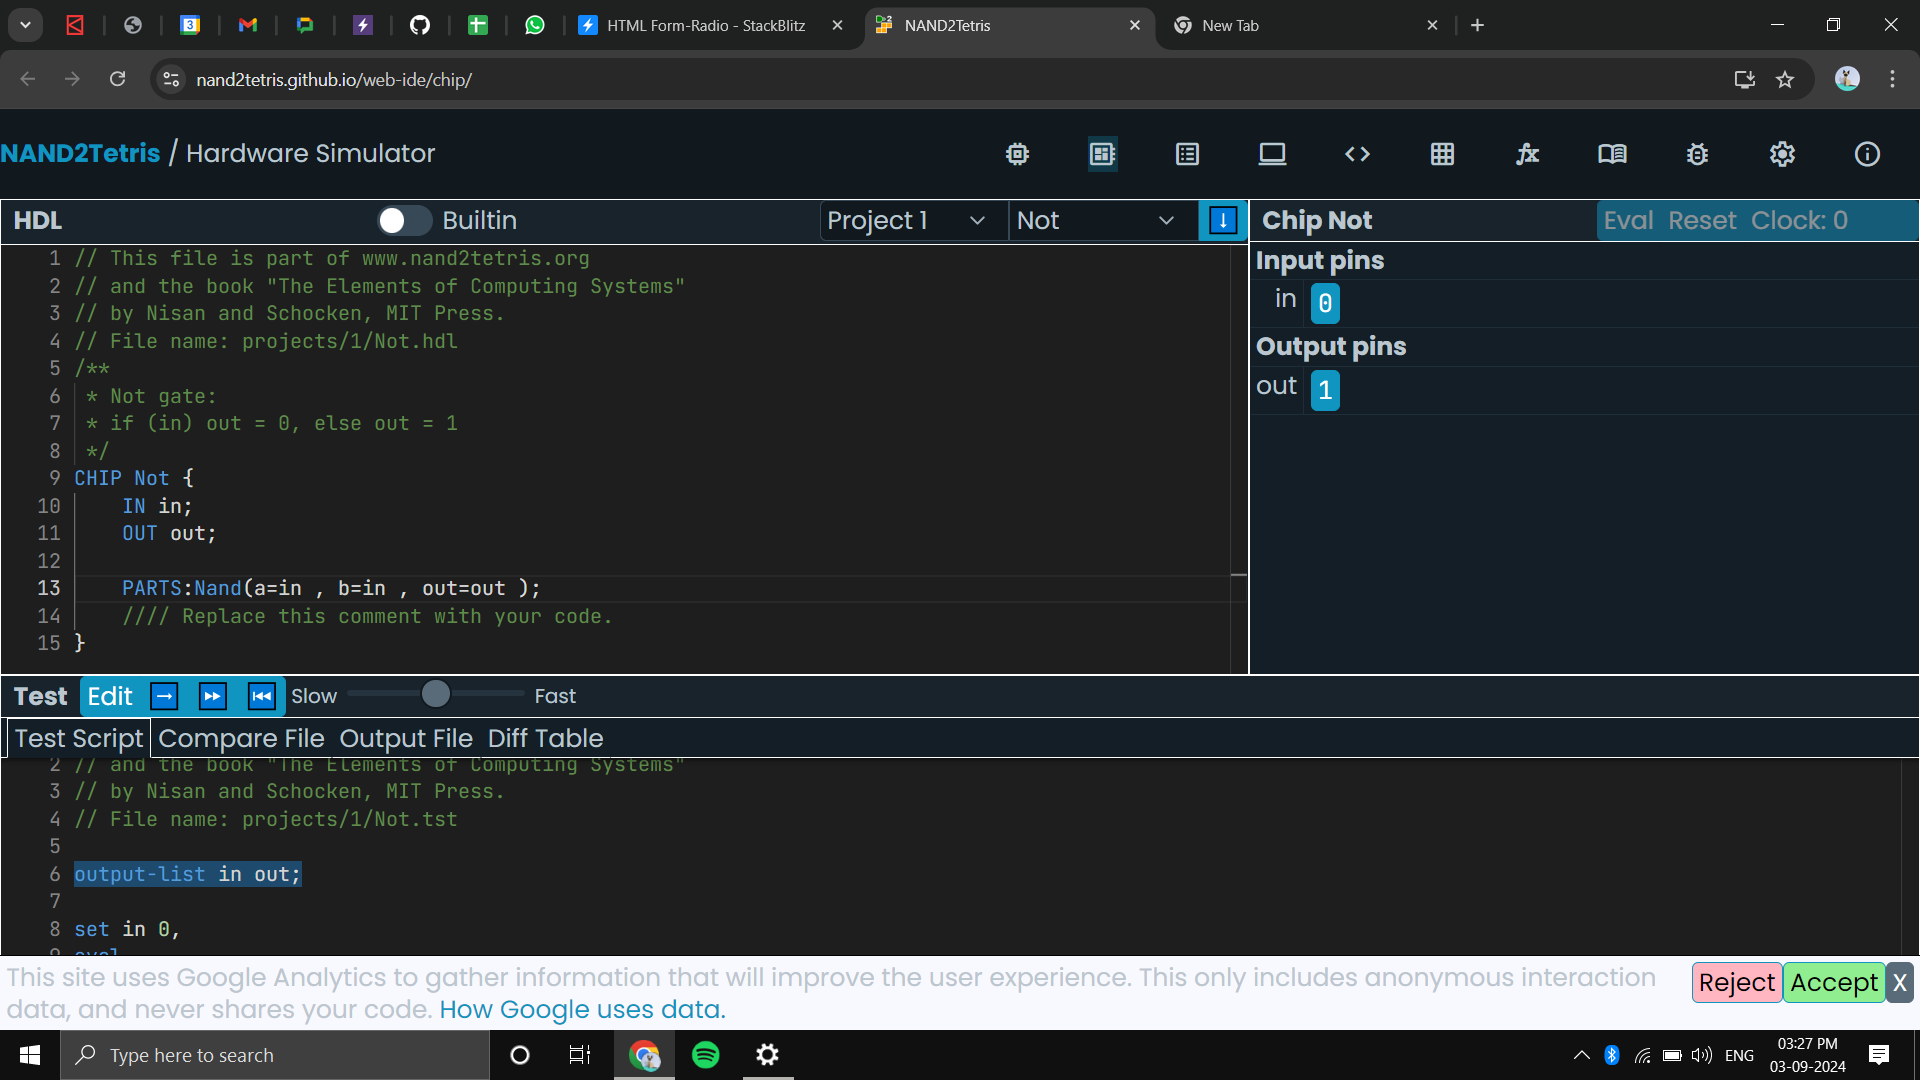 HTML Form-Radio - StackBlitz
NAND2Tetris
New Tab
nand2tetris.github.io/web-ide/chip/
NAND2Tetris / Hardware Simulator
HDL
Builtin
Project 1
Not
Chip Not
Eval Reset Clock: 0
1 // This file is part of www.nand2tetris.org
2 // and the book "The Elements of Computing Systems"
3 // by Nisan and Schocken, MIT Press.
4 // File name: projects/1/Not.hdl
5 /**
6 * Not gate:
7 * if (in) out = 0, else out = 1
8 */
9 CHIP Not {
10 IN in;
11 OUT out;
12
13 PARTS:Nand(a=in , b=in , out=out );
14 //// Replace this comment with your code.
15 }
Input pins
in 0
Output pins
out 1
Test Edit Slow Fast
Test Script Compare File Output File Diff Table
2 // and the book "The Elements of Computing Systems"
3 // by Nisan and Schocken, MIT Press.
4 // File name: projects/1/Not.tst
5
6 output-list in out;
7
8 set in 0,
This site uses Google Analytics to gather information that will improve the user experience. This only includes anonymous interaction
data, and never shares your code. How Google uses data.
Reject Accept X
Type here to search
ENG
03:27 PM
03-09-2024